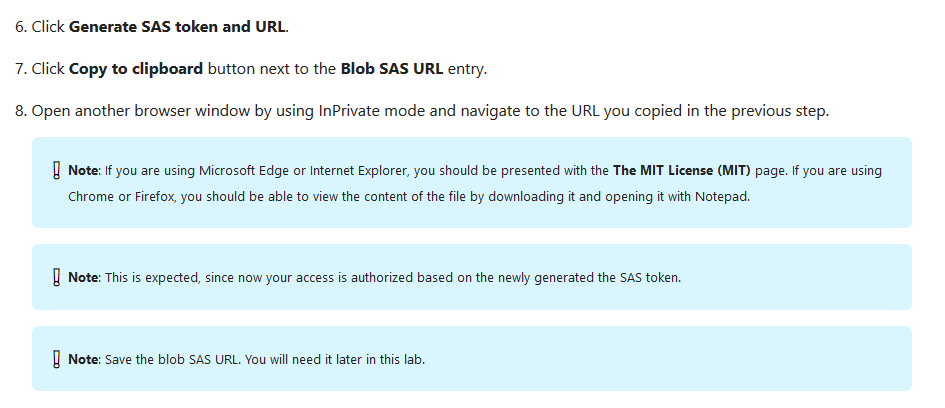 6. Click Generate SAS token and URL.
7. Click Copy to clipboard button next to the Blob SAS URL entry.
8. Open another browser window by using InPrivate mode and navigate to the URL you copied in the previous step.
Note: If you are using Microsoft Edge or Internet Explorer, you should be presented with the The MIT License (MIT) page. If you are using
Chrome or Firefox, you should be able to view the content of the file by downloading it and opening it with Notepad.
Note: This is expected, since now your access is authorized based on the newly generated the SAS token.
Note: Save the blob SAS URL. You will need it later in this lab.